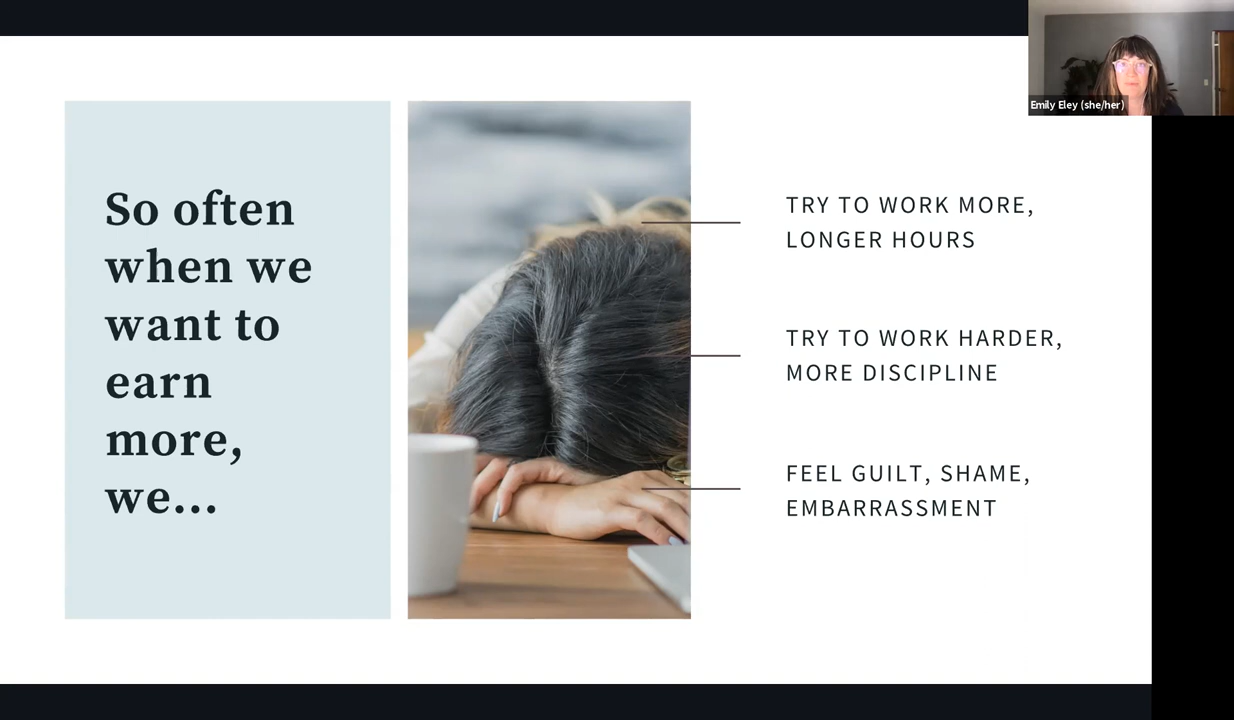 So often
when we
want to
earn
more,
we...
TRY TO WORK MORE,
LONGER HOURS
TRY TO WORK HARDER,
MORE DISCIPLINE
FEEL GUILT, SHAME,
EMBARRASSMENT
Emily Eley (she/her)